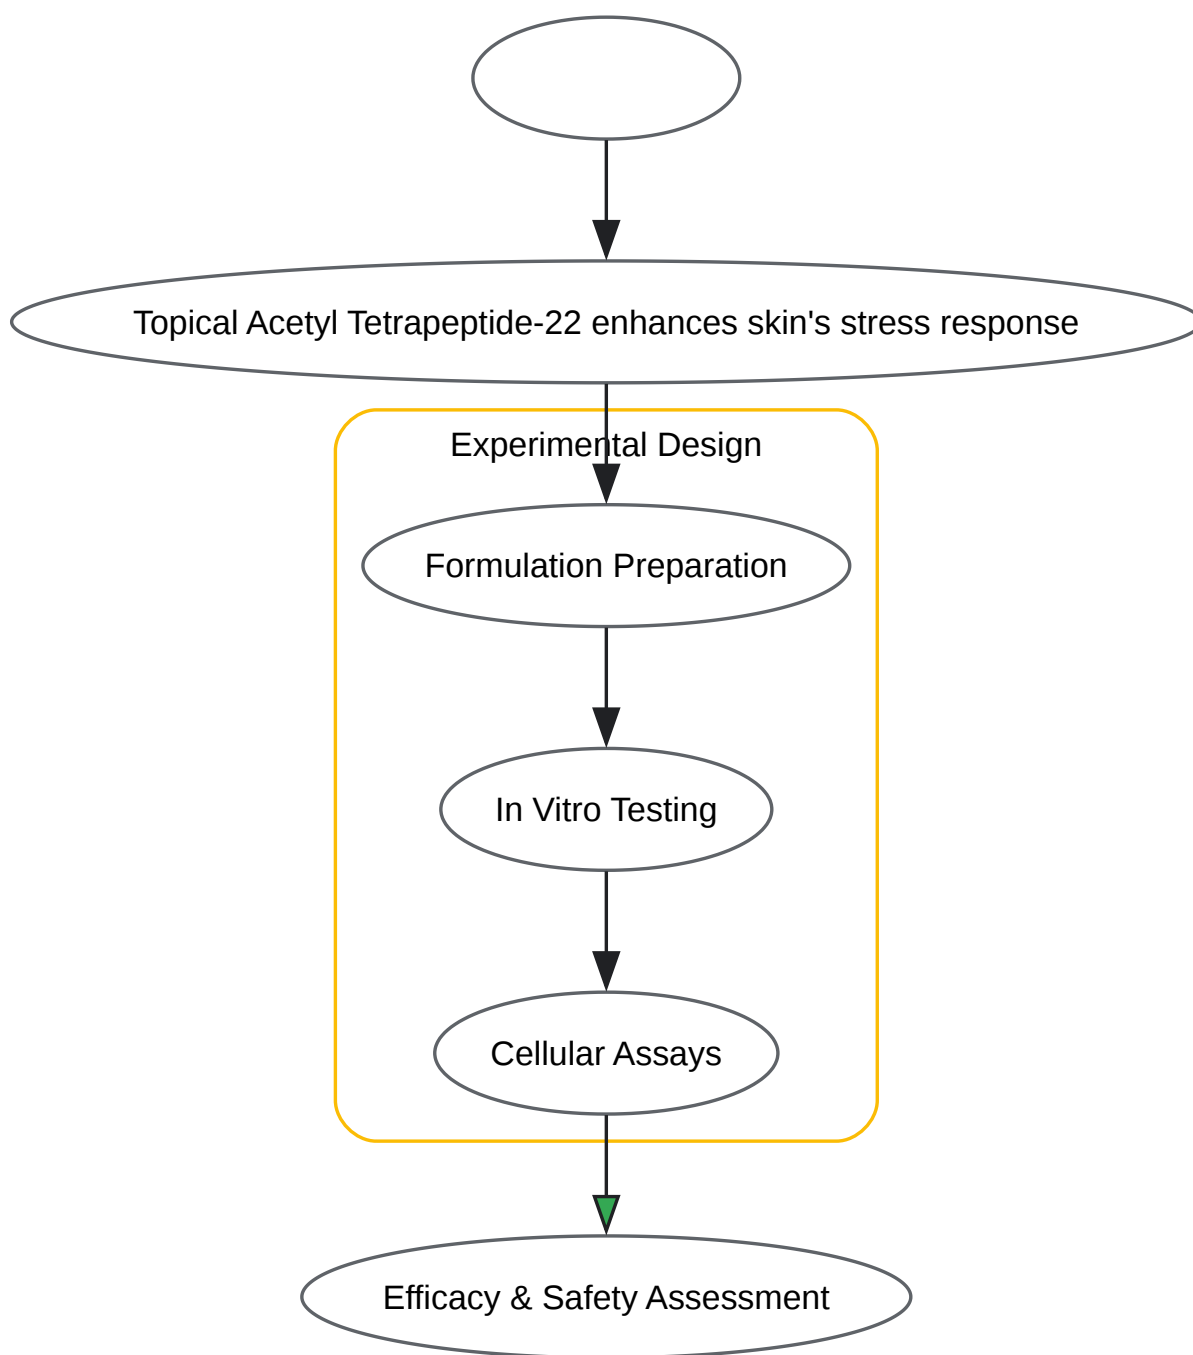 Topical Acetyl Tetrapeptide-22 enhances skin's stress response
Experimental Design
Formulation Preparation
In Vitro Testing
Cellular Assays
Efficacy & Safety Assessment